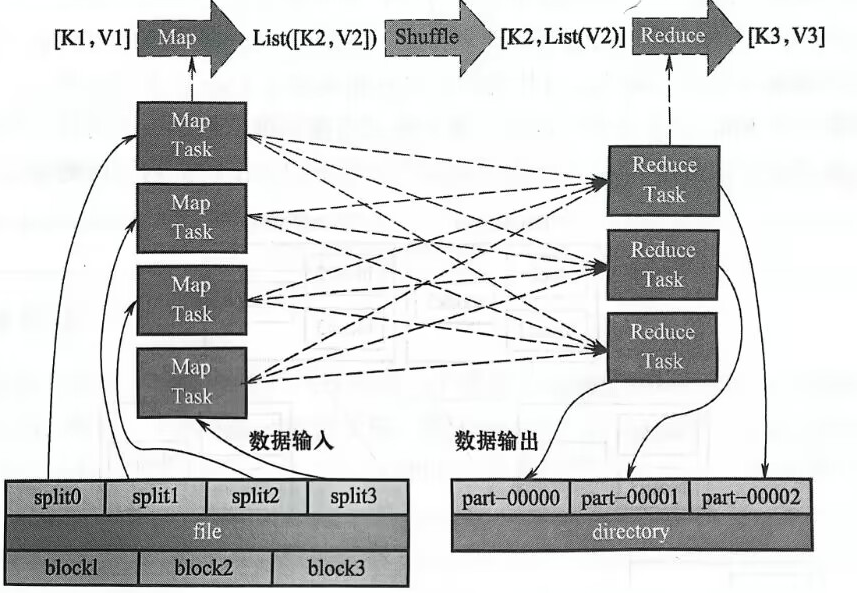 [K1,V1] Map List([K2,V2]) Shuffle [K2,List(V2)] Reduce [K3,V3]
Map
Task
Map
Task
Map
Task
Map
Task
Reduce
Task
Reduce
Task
Reduce
Task
数据输入
数据输出
split0 split1 split2 split3
file
block1 block2 block3
part-00000 part-00001 part-00002
directory